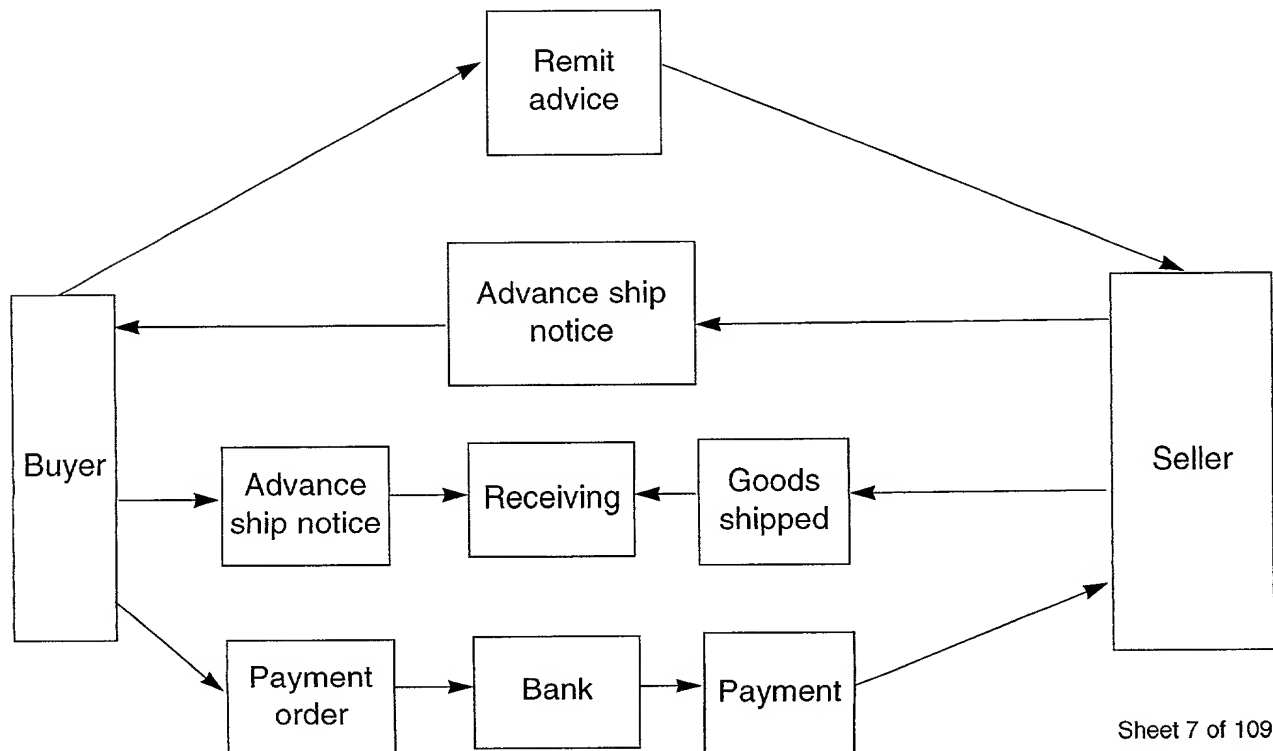 Remit
advice
Advance ship
notice
Buyer
Seller
Advance
ship notice
Receiving
Goods
shipped
Payment
order
Bank
Payment
Sheet 7 of 109